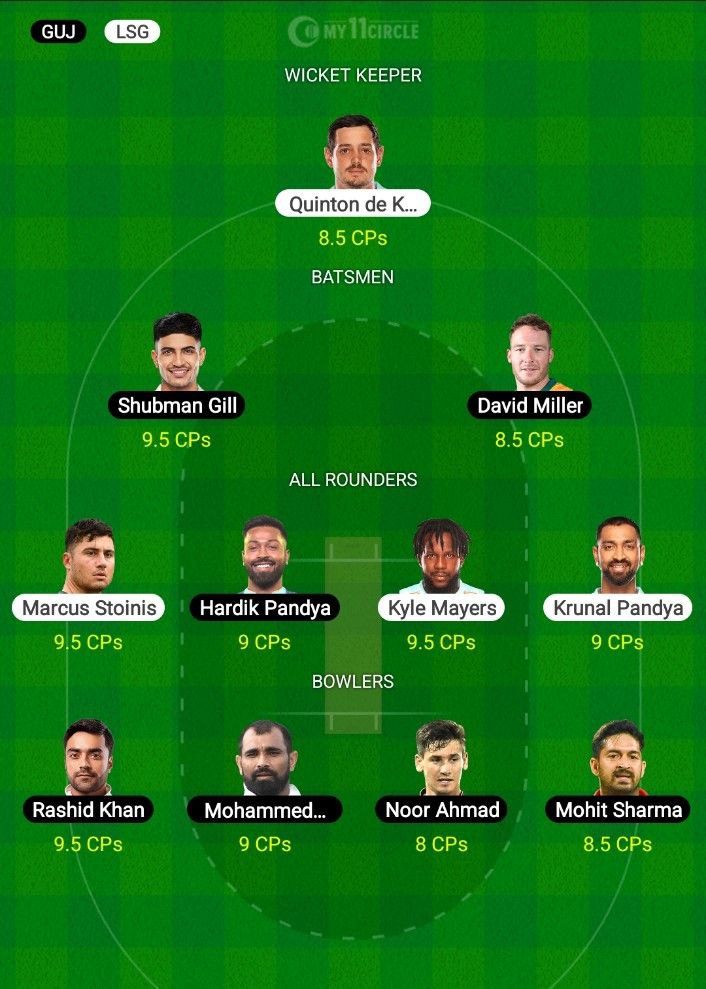 GUJ LSG MY11CIRCLE
WICKET KEEPER
Quinton de K...
8.5 CPs
BATSMEN
Shubman Gill David Miller
9.5 CPs 8.5 CPs
ALL ROUNDERS
Marcus Stoinis Hardik Pandya Kyle Mayers Krunal Pandya
9.5 CPs 9 CPs 9.5 CPs 9 CPs
BOWLERS
Rashid Khan Mohammed... Noor Ahmad Mohit Sharma
9.5 CPs 9 CPs 8 CPs 8.5 CPs